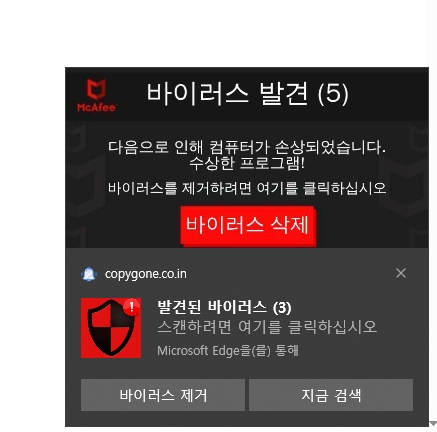 McAfee
바이러스 발견 (5)
다음으로 인해 컴퓨터가 손상되었습니다.
수상한 프로그램!
바이러스를 제거하려면 여기를 클릭하십시오
바이러스 삭제
copygone.co.in
발견된 바이러스 (3)
스캔하려면 여기를 클릭하십시오
Microsoft Edge을(를) 통해
바이러스 제거
지금 검색